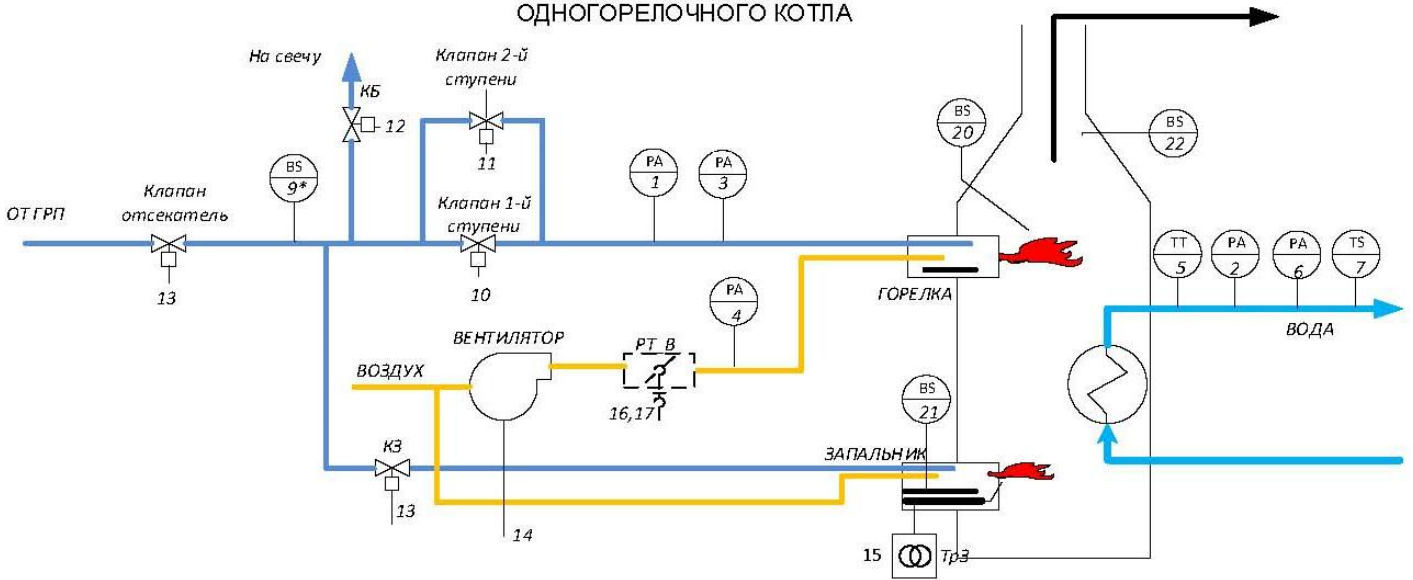 ОДНОГОРЕЛОЧНОГО КОТЛА
На свечу
КБ
12
Клапан 2-й
ступени
11
BS
20
BS
22
BS
9*
PA
1
PA
3
Клапан
отсекатель
Клапан 1-й
ступени
ОТ ГРП
13
10
TT
5
PA
2
PA
6
TS
7
ГОРЕЛКА
PA
4
ВОДА
ВЕНТИЛЯТОР
РТ_В
ВОЗДУХ
16,17
BS
21
КЗ
ЗАПАЛЬНИК
13
14
15
ТрЗ